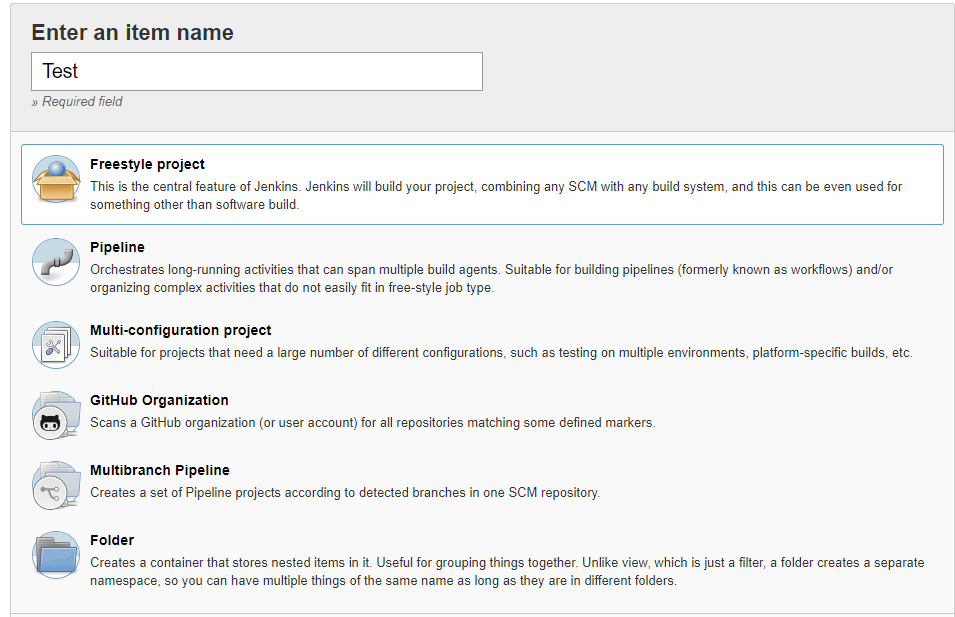 Enter an item name
Test
» Required field
Freestyle project
This is the central feature of Jenkins. Jenkins will build your project, combining any SCM with any build system, and this can be even used for
something other than software build.
Pipeline
Orchestrates long-running activities that can span multiple build agents. Suitable for building pipelines (formerly known as workflows) and/or
organizing complex activities that do not easily fit in free-style job type.
Multi-configuration project
Suitable for projects that need a large number of different configurations, such as testing on multiple environments, platform-specific builds, etc.
GitHub Organization
Scans a GitHub organization (or user account) for all repositories matching some defined markers.
Multibranch Pipeline
Creates a set of Pipeline projects according to detected branches in one SCM repository.
Folder
Creates a container that stores nested items in it. Useful for grouping things together. Unlike view, which is just a filter, a folder creates a separate
namespace, so you can have multiple things of the same name as long as they are in different folders.